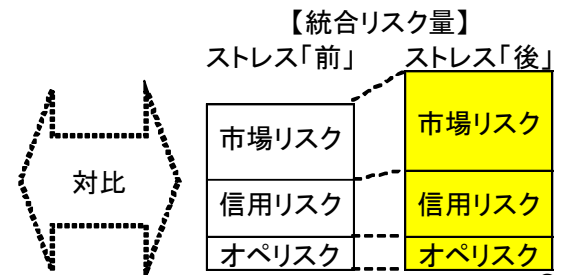 【統合リスク量】
ストレス「前」 ストレス「後」
市場リスク 市場リスク
対比
信用リスク 信用リスク
オペリスク オペリスク